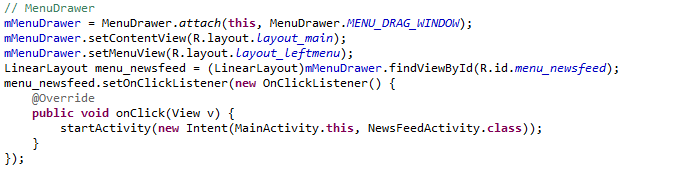 // MenuDrawer
mMenuDrawer = MenuDrawer.attach(this, MenuDrawer.MENU_DRAG_WINDOW);
mMenuDrawer.setContentView(R.layout.layout_main);
mMenuDrawer.setMenuView(R.layout.layout_leftmenu);
LinearLayout menu_newsfeed = (LinearLayout)mMenuDrawer.findViewById(R.id.menu_newsfeed);
menu_newsfeed.setOnClickListener(new OnClickListener() {
    @Override
    public void onClick(View v) {
        startActivity(new Intent(MainActivity.this, NewsFeedActivity.class));
    }
});